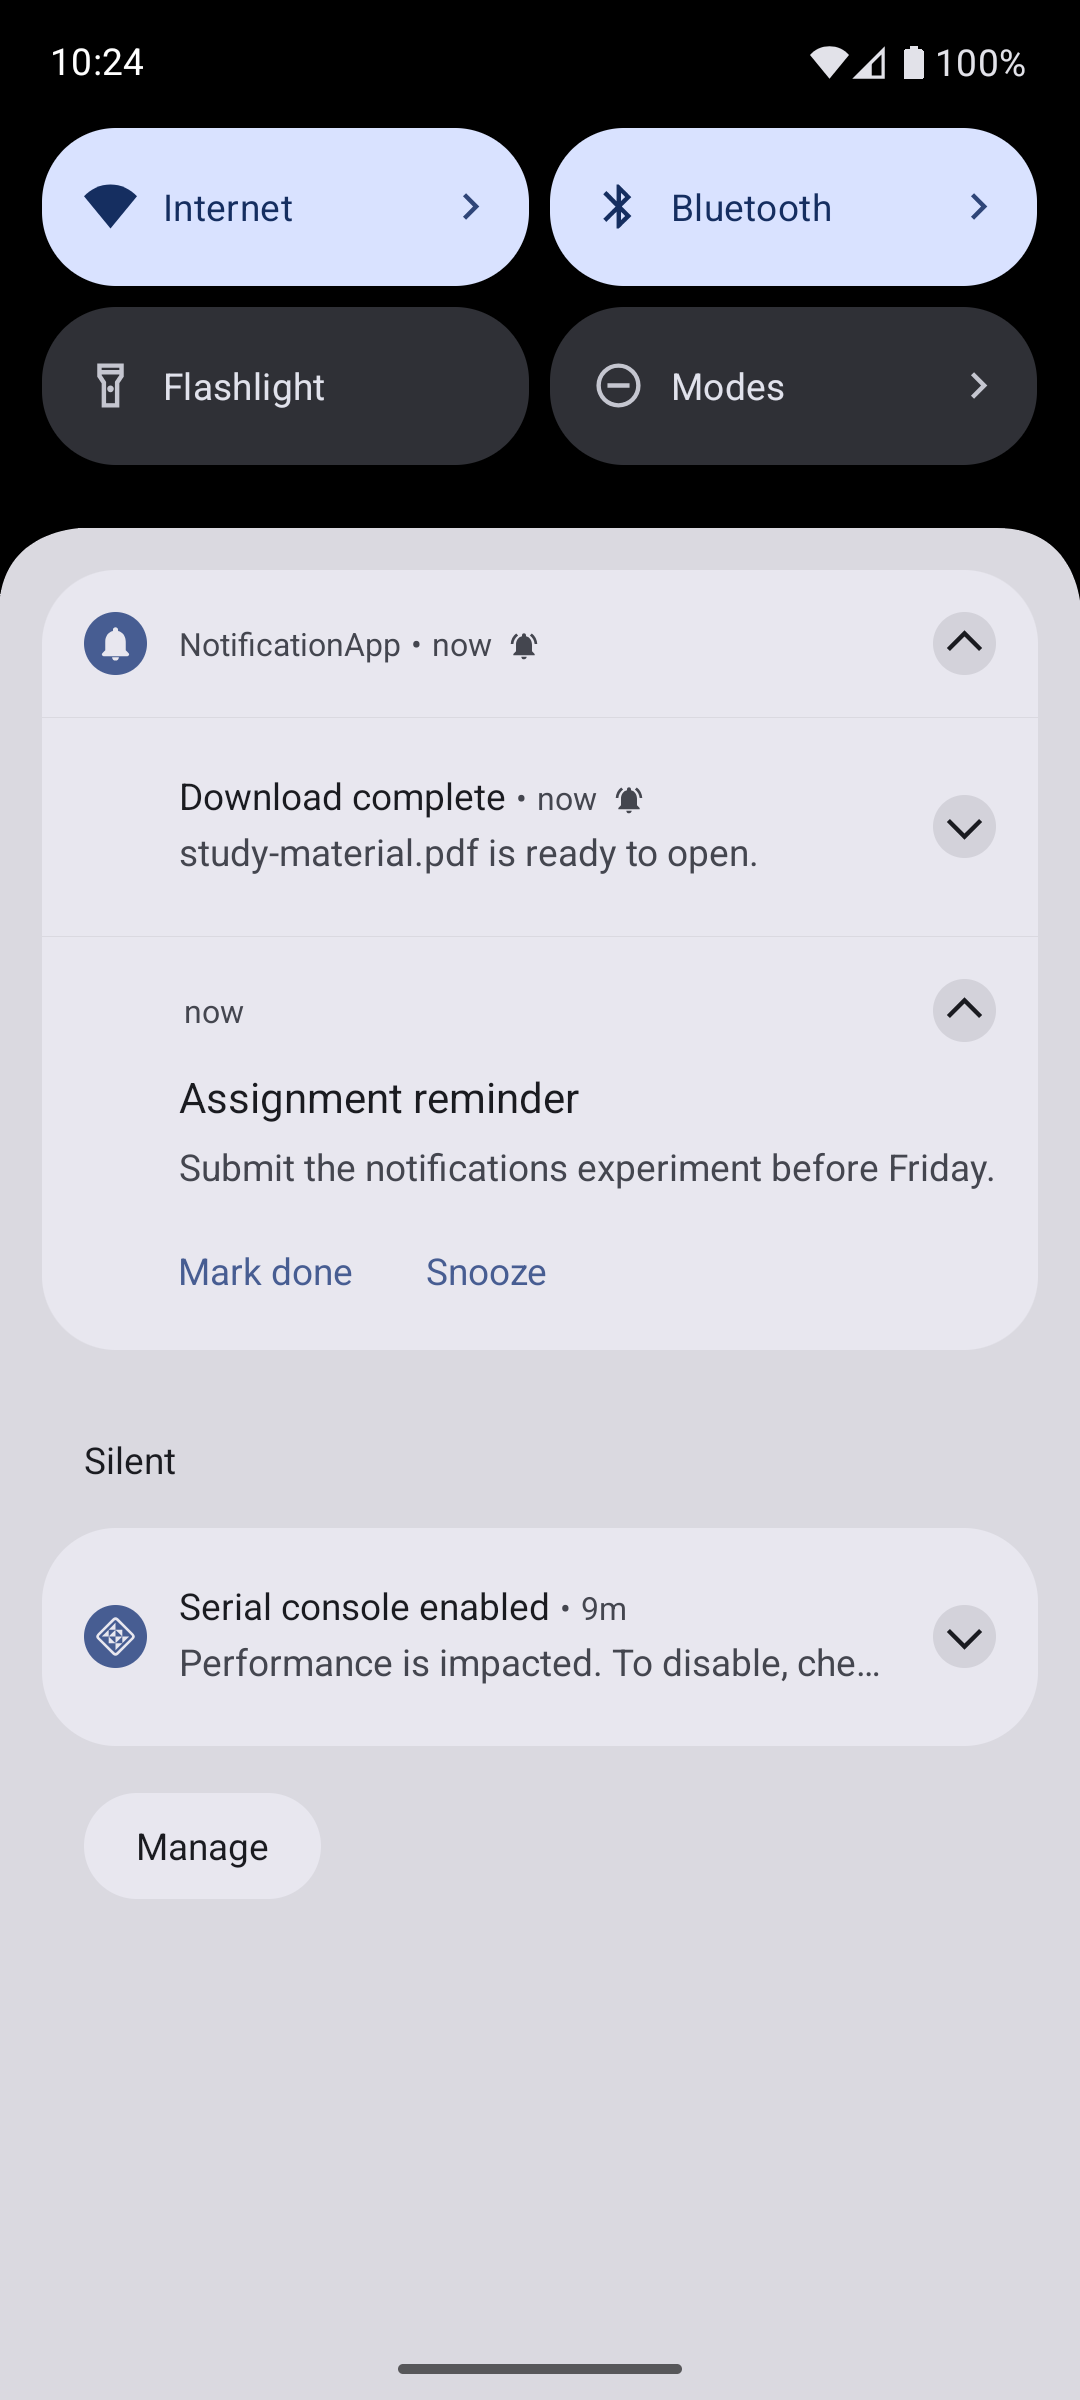 10:24 100%
Internet Bluetooth
Flashlight Modes
NotificationApp • now
Download complete • now
study-material.pdf is ready to open.
now
Assignment reminder
Submit the notifications experiment before Friday.
Mark done Snooze
Silent
Serial console enabled • 9m
Performance is impacted. To disable, che…
Manage